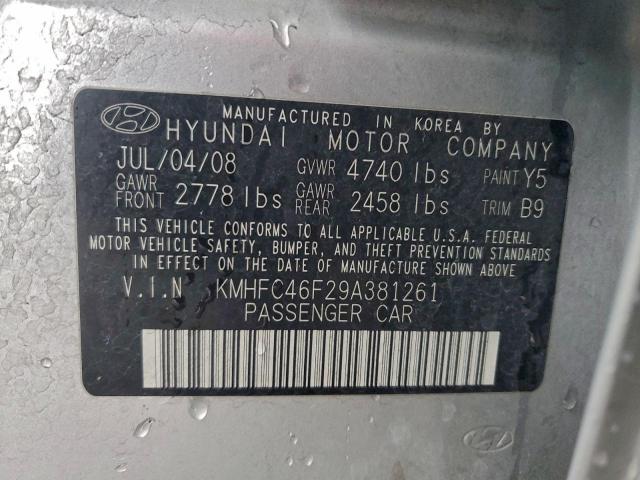 MANUFACTURED IN KOREA BY
HYUNDAI MOTOR COMPANY
JUL/04/08 GVWR 4740 lbs PAINT Y5
GAWR FRONT 2778 lbs GAWR REAR 2458 lbs TRIM B9
THIS VEHICLE CONFORMS TO ALL APPLICABLE U.S.A. FEDERAL
MOTOR VEHICLE SAFETY, BUMPER, AND THEFT PREVENTION STANDARDS
IN EFFECT ON THE DATE OF MANUFACTURE SHOWN ABOVE
V.I.N. KMHFC46F29A381261
PASSENGER CAR